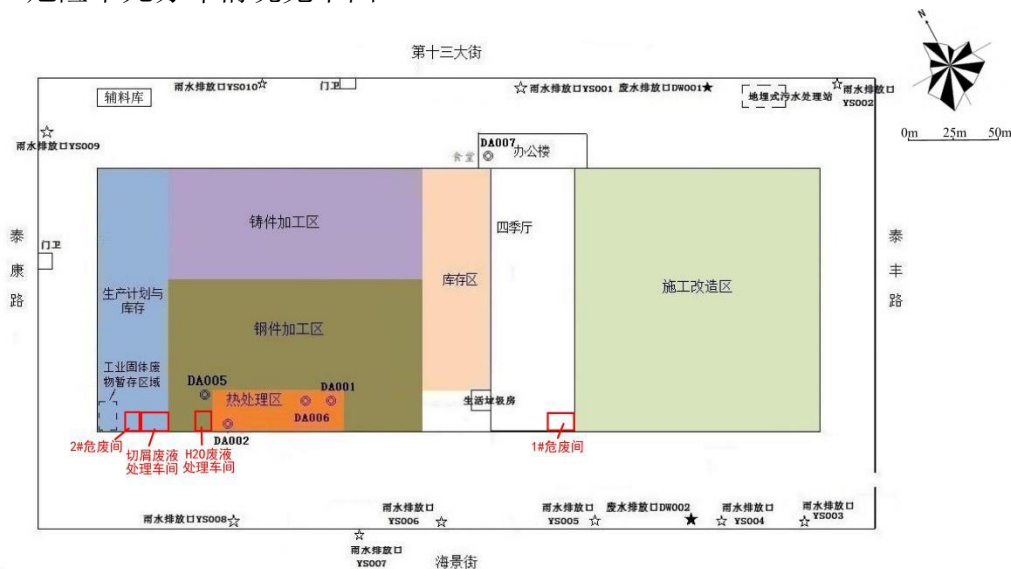 第十三大街
N
雨水排放口YS010
门卫
雨水排放口YS001
废水排放口DW001
地埋式污水处理站
雨水排放口
YS002
辅料库
0m 25m 50m
雨水排放口YS009
DA007
食堂
办公楼
铸件加工区
四季厅
泰康路
门卫
库存区
泰丰路
生产计划与
库存
施工改造区
钢件加工区
工业固体废
物暂存区域
DA005
热处理区
DA001
DA006
生活垃圾房
DA002
2#危废间
切屑废液
处理车间
H2O废液
处理车间
1#危废间
雨水排放口YS008
雨水排放口
YS006
雨水排放口
YS005
废水排放口DW002
雨水排放口
YS004
雨水排放口
YS003
雨水排放口
YS007
海景街